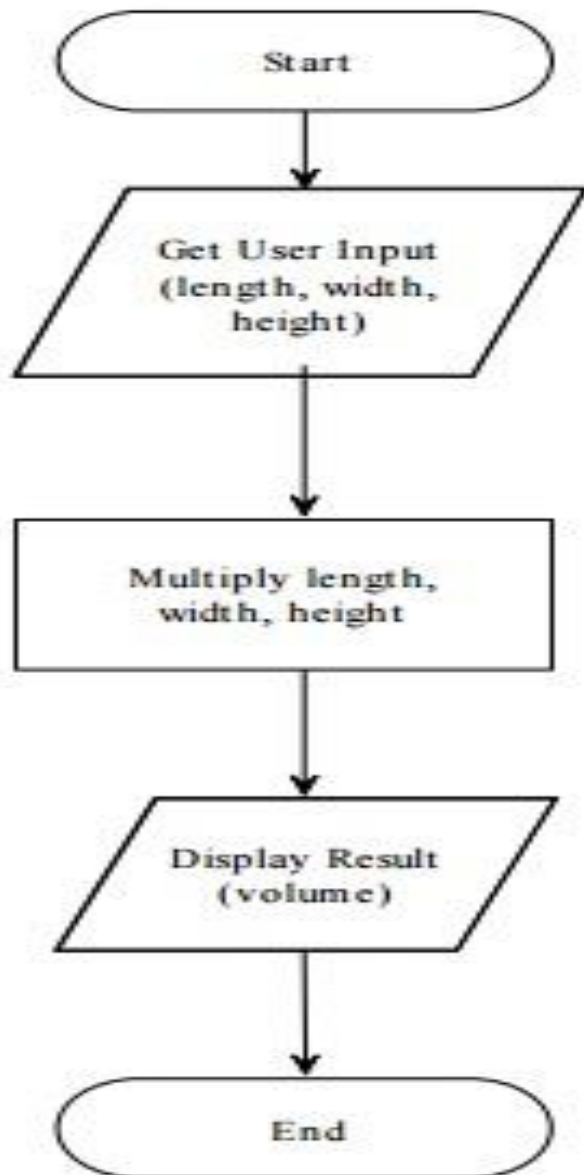 Start
Get User Input
(length, width,
height)
Multiply length,
width, height
Display Result
(volume)
End